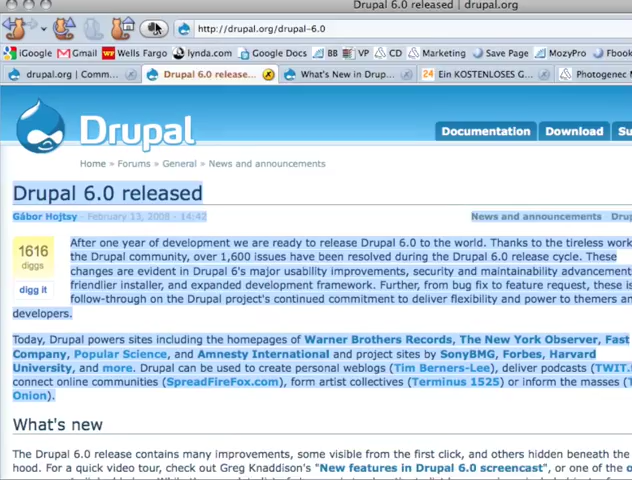 Drupal 6.0 released | drupal.org
http://drupal.org/drupal-6.0
Google Gmail Wells Fargo lynda.com Google Docs BB VP CD Marketing Save Page MozyPro Fbook
drupal.org | Comm... Drupal 6.0 release... What's New in Drup... Ein KOSTENLOSES G... Photogenec M
Drupal
Documentation Download Su
Home » Forums » General » News and announcements
Drupal 6.0 released
Gábor Hojtsy - February 13, 2008 - 14:42 News and announcements Drup
1616
diggs
digg it
After one year of development we are ready to release Drupal 6.0 to the world. Thanks to the tireless work
the Drupal community, over 1,600 issues have been resolved during the Drupal 6.0 release cycle. These
changes are evident in Drupal 6's major usability improvements, security and maintainability advancement
friendlier installer, and expanded development framework. Further, from bug fix to feature request, these is
follow-through on the Drupal project's continued commitment to deliver flexibility and power to themers an
developers.
Today, Drupal powers sites including the homepages of Warner Brothers Records, The New York Observer, Fast
Company, Popular Science, and Amnesty International and project sites by SonyBMG, Forbes, Harvard
University, and more. Drupal can be used to create personal weblogs (Tim Berners-Lee), deliver podcasts (TWIT.
connect online communities (SpreadFireFox.com), form artist collectives (Terminus 1525) or inform the masses (T
Onion).
What's new
The Drupal 6.0 release contains many improvements, some visible from the first click, and others hidden beneath the
hood. For a quick video tour, check out Greg Knaddison's "New features in Drupal 6.0 screencast", or one of the o